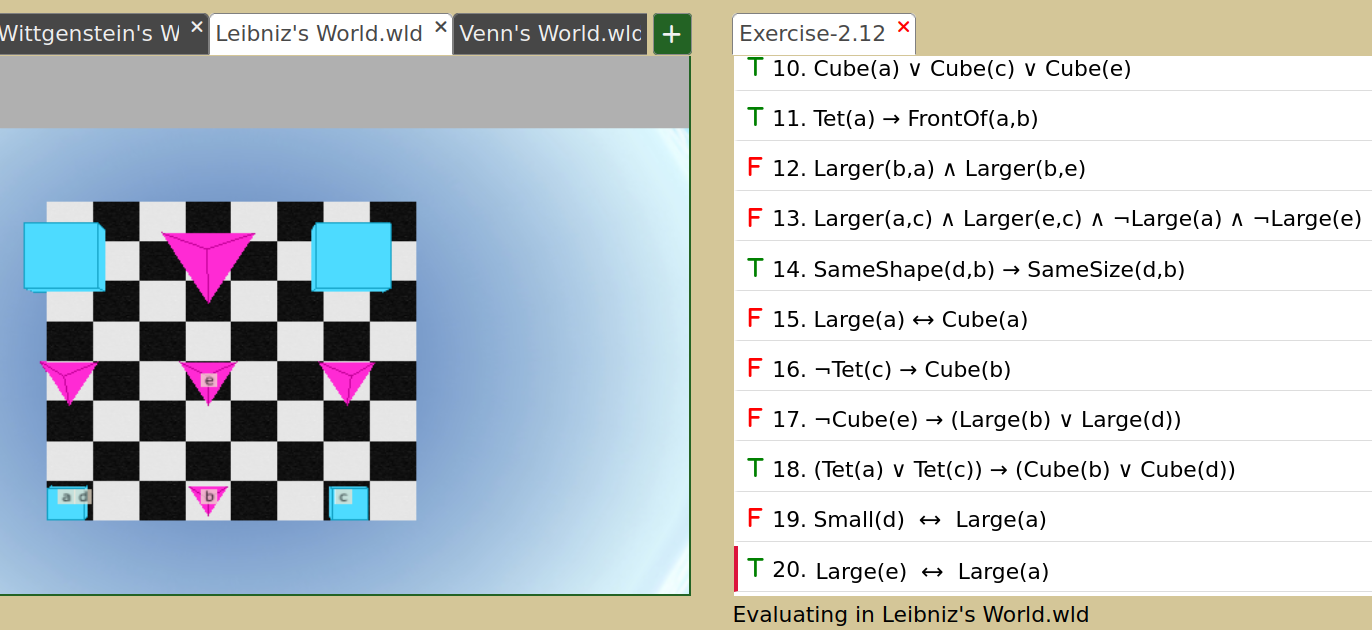 Wittgenstein's W × Leibniz's World.wld × Venn's World.wlc + Exercise-2.12 ×
T 10. Cube(a) ∨ Cube(c) ∨ Cube(e)
T 11. Tet(a) → FrontOf(a,b)
F 12. Larger(b,a) ∧ Larger(b,e)
F 13. Larger(a,c) ∧ Larger(e,c) ∧ ¬Large(a) ∧ ¬Large(e)
T 14. SameShape(d,b) → SameSize(d,b)
F 15. Large(a) ↔ Cube(a)
F 16. ¬Tet(c) → Cube(b)
F 17. ¬Cube(e) → (Large(b) ∨ Large(d))
T 18. (Tet(a) ∨ Tet(c)) → (Cube(b) ∨ Cube(d))
F 19. Small(d) ↔ Large(a)
T 20. Large(e) ↔ Large(a)
e
a d b c
Evaluating in Leibniz's World.wld